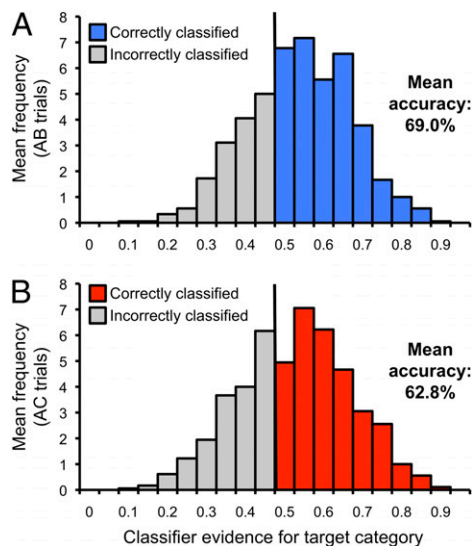 A
Mean frequency
(AB trials)
8
7
6
5
4
3
2
1
0
Correctly classified
Incorrectly classified
Mean
accuracy:
69.0%
0 0.1 0.2 0.3 0.4 0.5 0.6 0.7 0.8 0.9
B
Mean frequency
(AC trials)
8
7
6
5
4
3
2
1
0
Correctly classified
Incorrectly classified
Mean
accuracy:
62.8%
0 0.1 0.2 0.3 0.4 0.5 0.6 0.7 0.8 0.9
Classifier evidence for target category